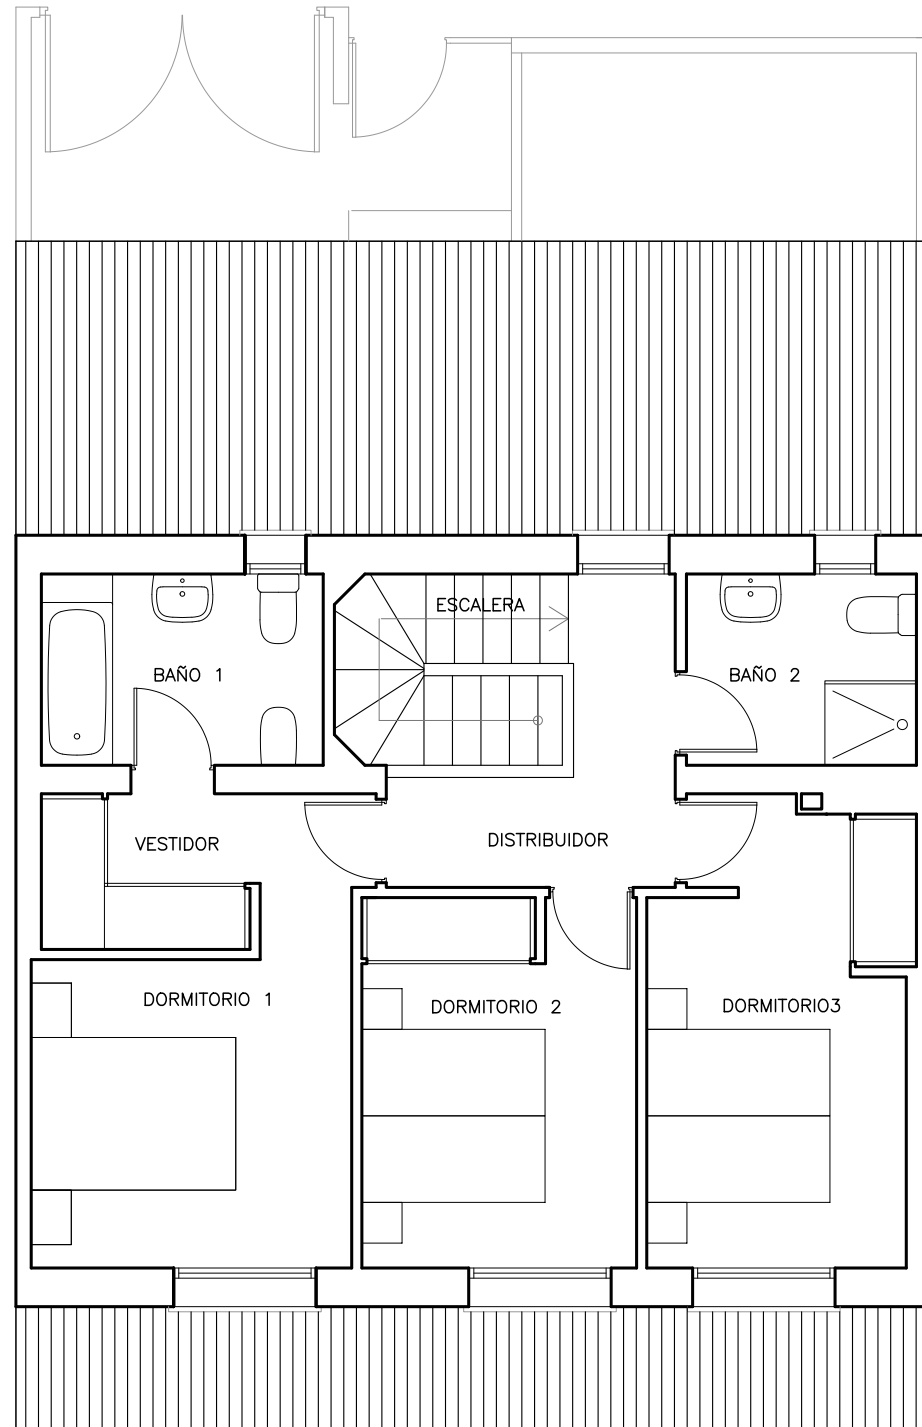 ESCALERA
BAÑO 1
BAÑO 2
VESTIDOR
DISTRIBUIDOR
DORMITORIO 1
DORMITORIO 2
DORMITORIO3